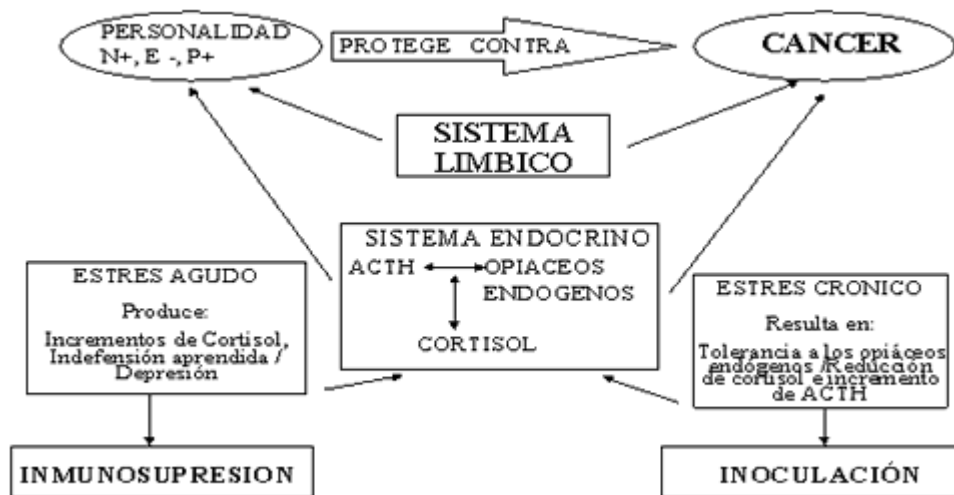 PERSONALIDAD
N+, E -, P+
PROTEGE CONTRA
CANCER
SISTEMA
LIMBICO
SISTEMA ENDOCRINO
ACTH OPIACEOS
ENDOGENOS
CORTISOL
ESTRES AGUDO
Produce:
Incrementos de Cortisol,
Indefensión aprendida /
Depresión
ESTRES CRONICO
Resulta en:
Tolerancia a los opiáceos
endógenos /Reducción
de cortisol e incremento
de ACTH
INMUNOSUPRESION
INOCULACIÓN